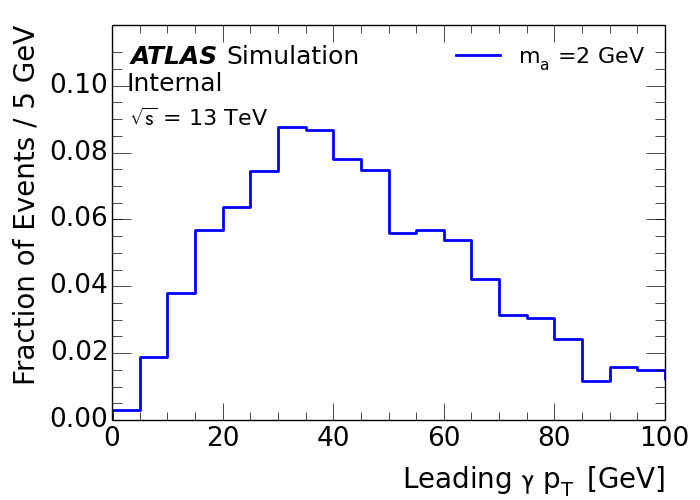 ATLAS Simulation
Internal
√s = 13 TeV
mₐ =2 GeV
Fraction of Events / 5 GeV
0.10
0.08
0.06
0.04
0.02
0.00
0 20 40 60 80 100
Leading γ p_T [GeV]